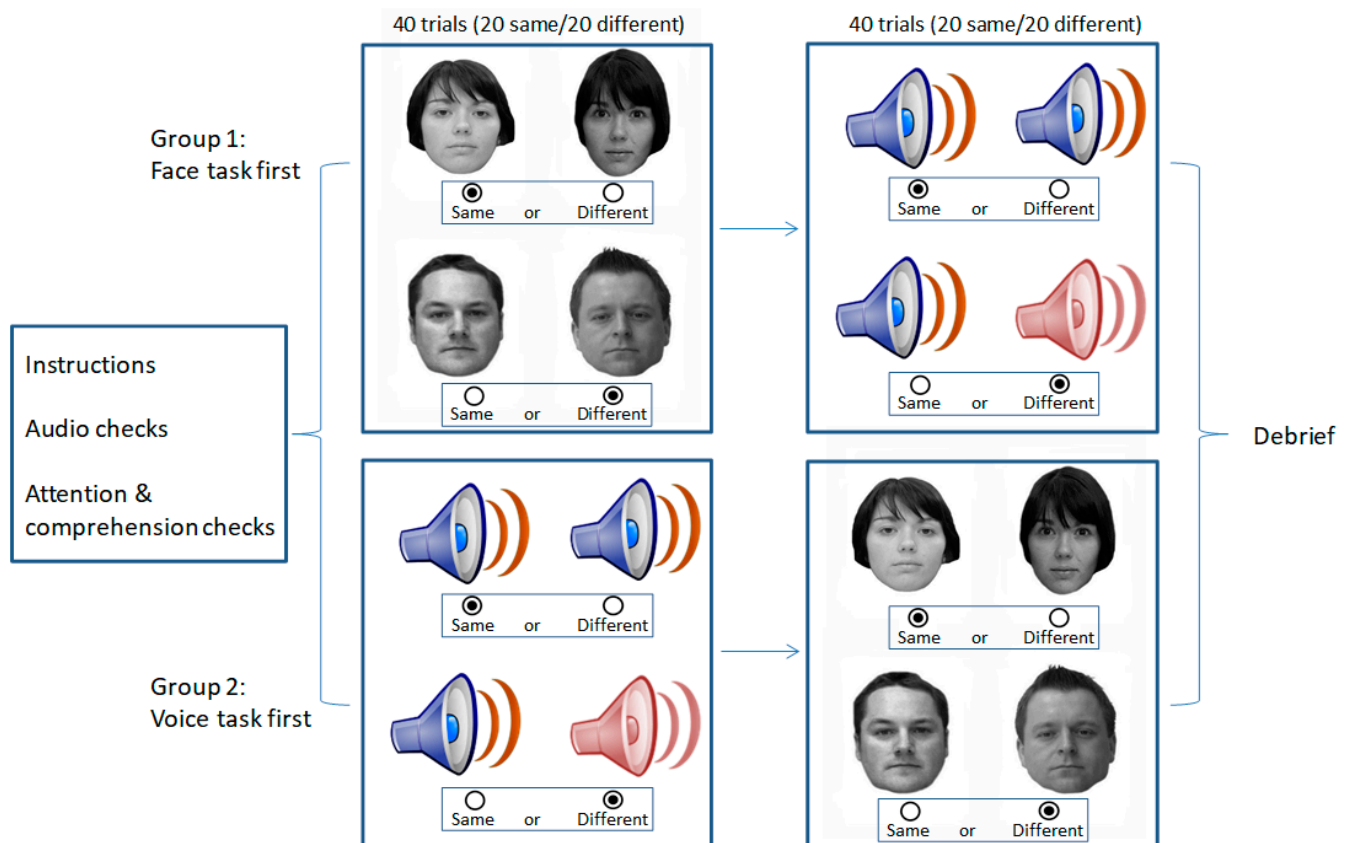 40 trials (20 same/20 different)
40 trials (20 same/20 different)
Group 1:
Face task first
Same or Different
Same or Different
Same or Different
Same or Different
Instructions
Audio checks
Attention &
comprehension checks
Debrief
Group 2:
Voice task first
Same or Different
Same or Different
Same or Different
Same or Different